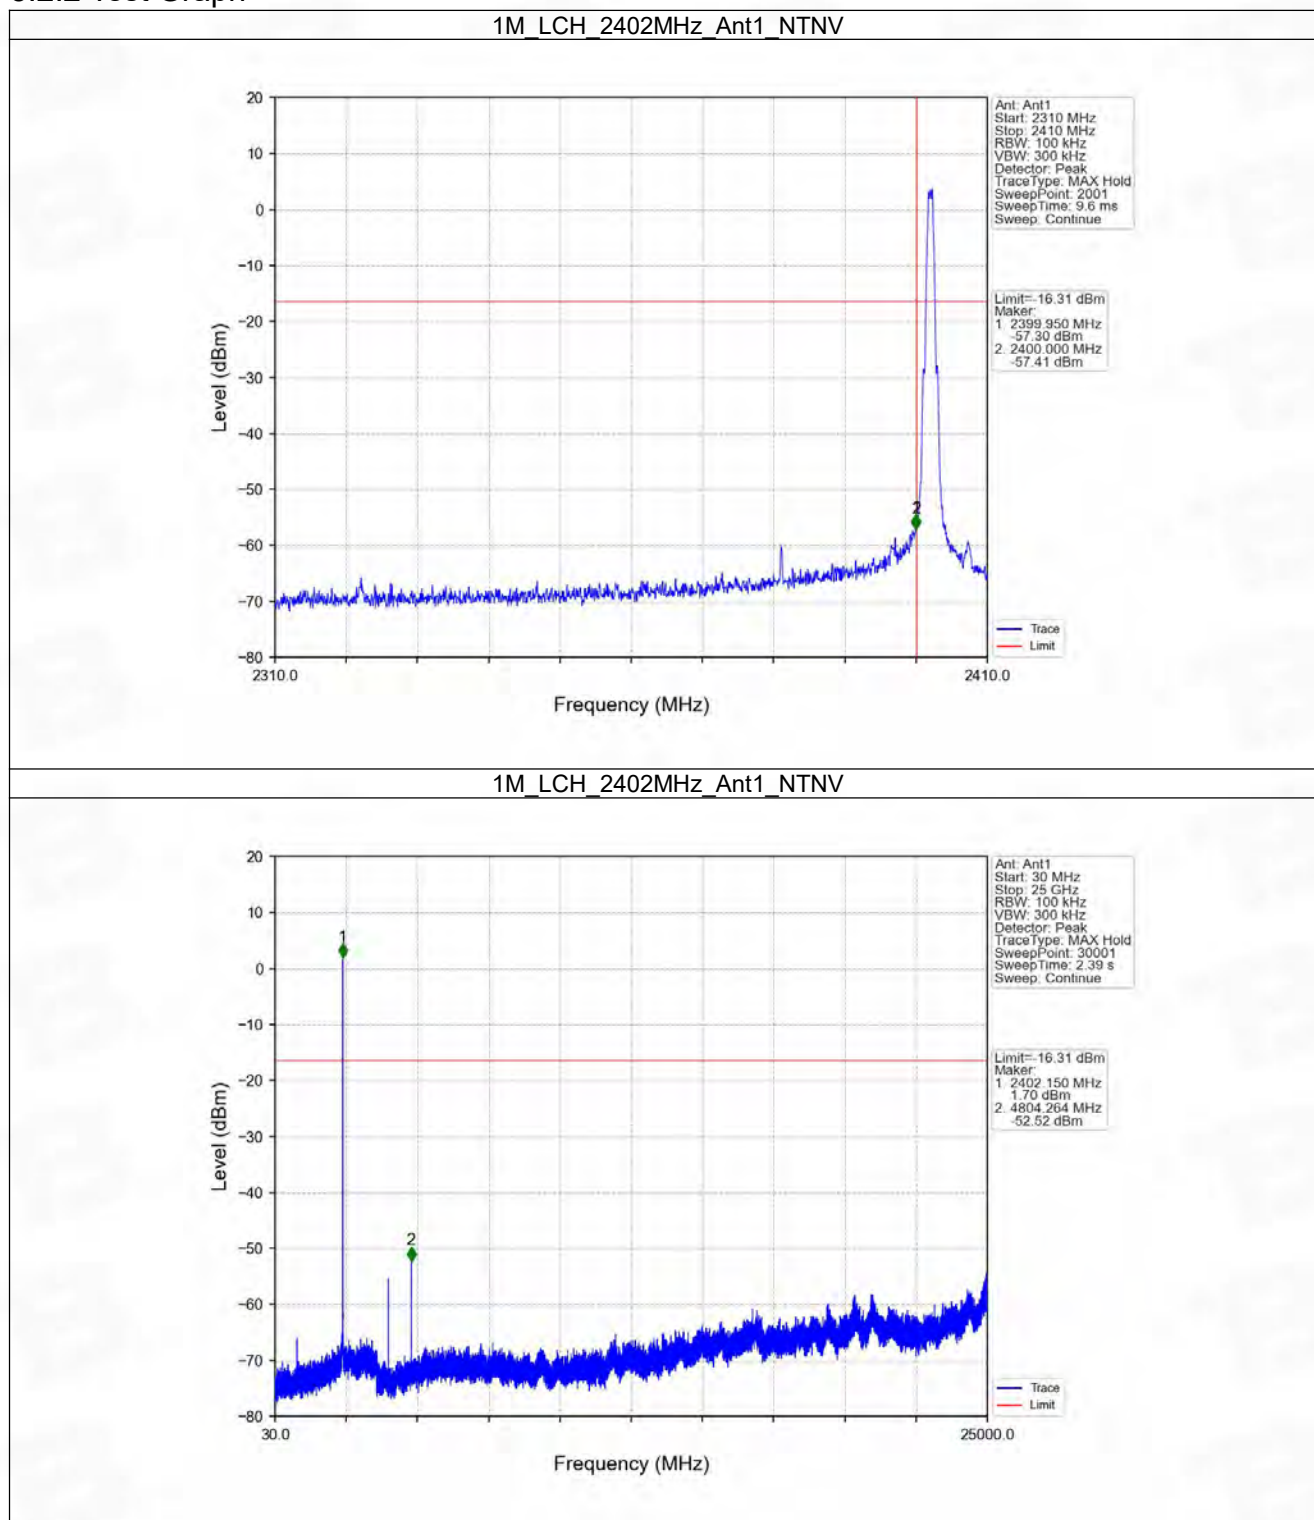 1M_LCH_2402MHz_Ant1_NTNV
20
10
0
−10
−20
−30
−40
−50
−60
−70
−80
Level (dBm)
2310.0
2410.0
Frequency (MHz)
2
Ant: Ant1
Start: 2310 MHz
Stop: 2410 MHz
RBW: 100 kHz
VBW: 300 kHz
Detector: Peak
TraceType: MAX Hold
SweepPoint: 2001
SweepTime: 9.6 ms
Sweep: Continue
Limit=-16.31 dBm
Maker:
1. 2399.950 MHz
-57.30 dBm
2. 2400.000 MHz
-57.41 dBm
Trace
Limit
1M_LCH_2402MHz_Ant1_NTNV
20
10
0
−10
−20
−30
−40
−50
−60
−70
−80
Level (dBm)
30.0
25000.0
Frequency (MHz)
1
2
Ant: Ant1
Start: 30 MHz
Stop: 25 GHz
RBW: 100 kHz
VBW: 300 kHz
Detector: Peak
TraceType: MAX Hold
SweepPoint: 30001
SweepTime: 2.39 s
Sweep: Continue
Limit=-16.31 dBm
Maker:
1. 2402.150 MHz
1.70 dBm
2. 4804.264 MHz
-52.52 dBm
Trace
Limit